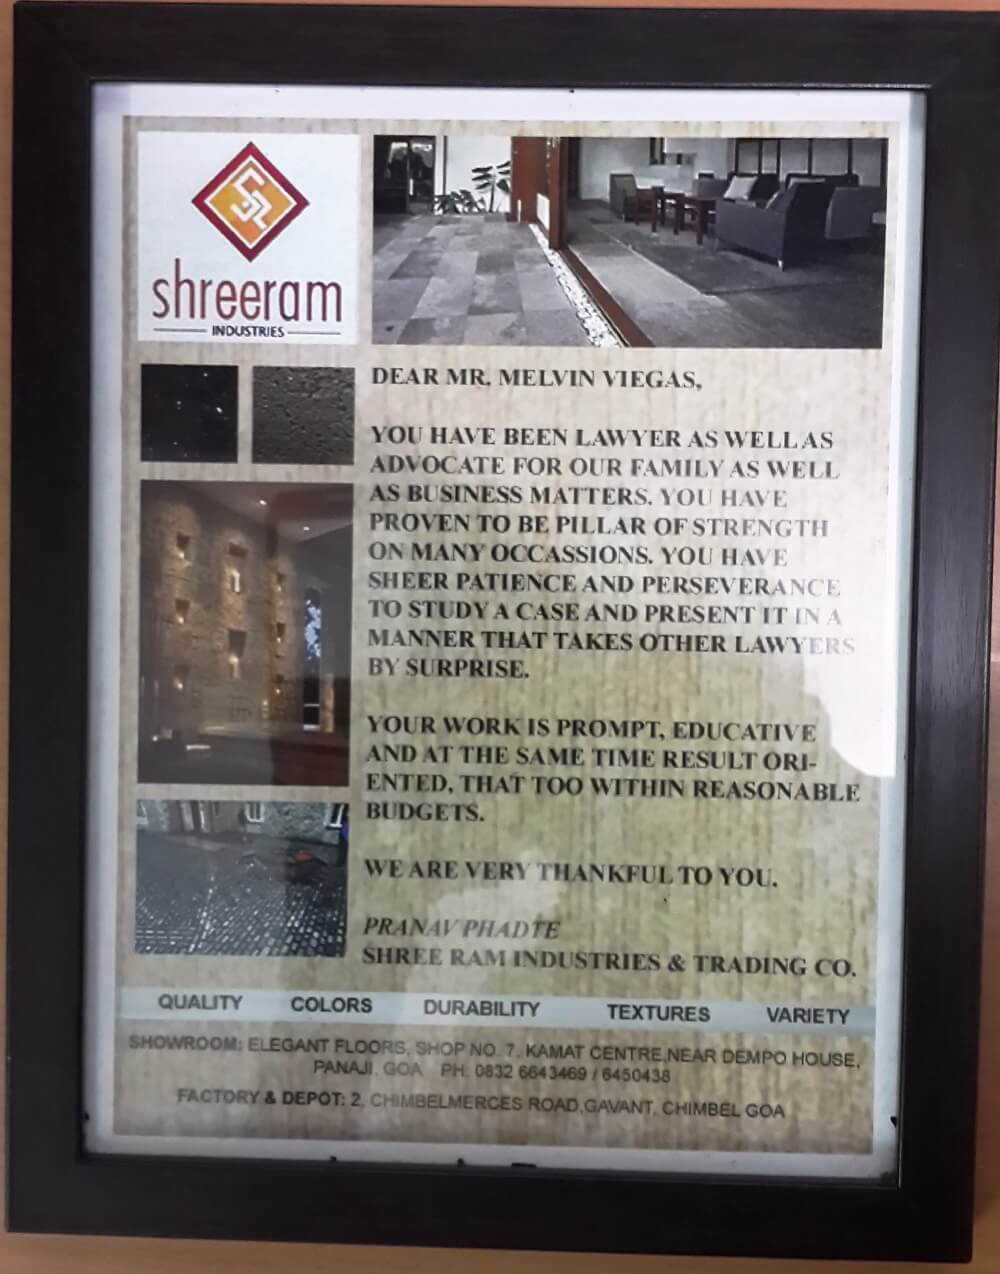 shreeram
INDUSTRIES
DEAR MR. MELVIN VIEGAS,
YOU HAVE BEEN LAWYER AS WELL AS
ADVOCATE FOR OUR FAMILY AS WELL
AS BUSINESS MATTERS. YOU HAVE
PROVEN TO BE PILLAR OF STRENGTH
ON MANY OCCASSIONS. YOU HAVE
SHEER PATIENCE AND PERSEVERANCE
TO STUDY A CASE AND PRESENT IT IN A
MANNER THAT TAKES OTHER LAWYERS
BY SURPRISE.
YOUR WORK IS PROMPT, EDUCATIVE
AND AT THE SAME TIME RESULT ORI-
ENTED, THAT TOO WITHIN REASONABLE
BUDGETS.
WE ARE VERY THANKFUL TO YOU.
PRANAV PHADTE
SHREE RAM INDUSTRIES & TRADING CO.
QUALITY COLORS DURABILITY TEXTURES VARIETY
SHOWROOM: ELEGANT FLOORS, SHOP NO. 7, KAMAT CENTRE,NEAR DEMPO HOUSE,
PANAJI, GOA PH: 0832 6643469 / 6450438
FACTORY & DEPOT: 2, CHIMBELMERCES ROAD,GAVANT, CHIMBEL GOA